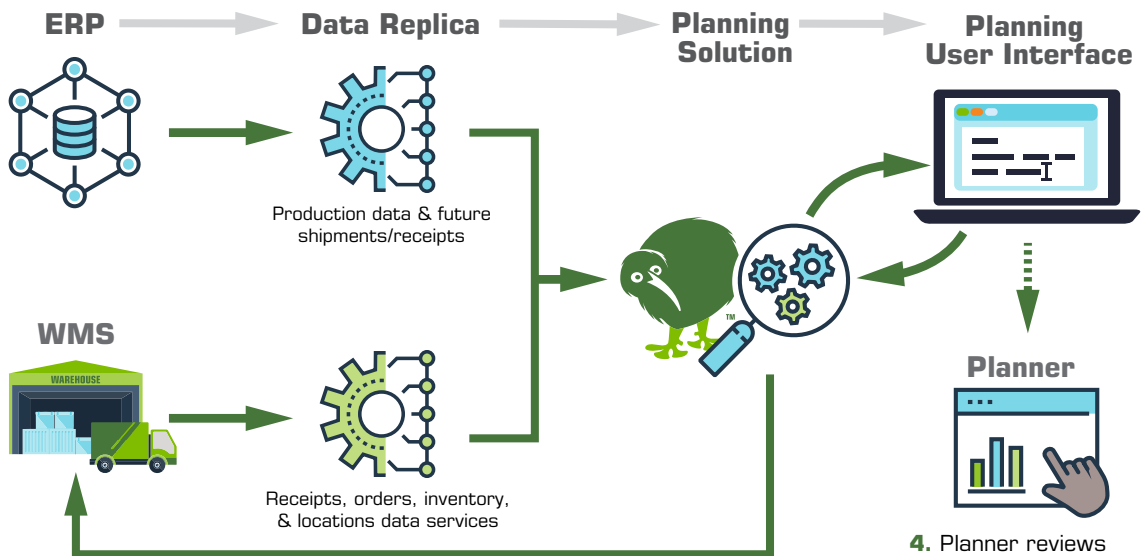 ERP
Data Replica
Planning
Solution
Planning
User Interface
Production data & future
shipments/receipts
TM
WMS
WAREHOUSE
Receipts, orders, inventory,
& locations data services
Planner
4. Planner reviews